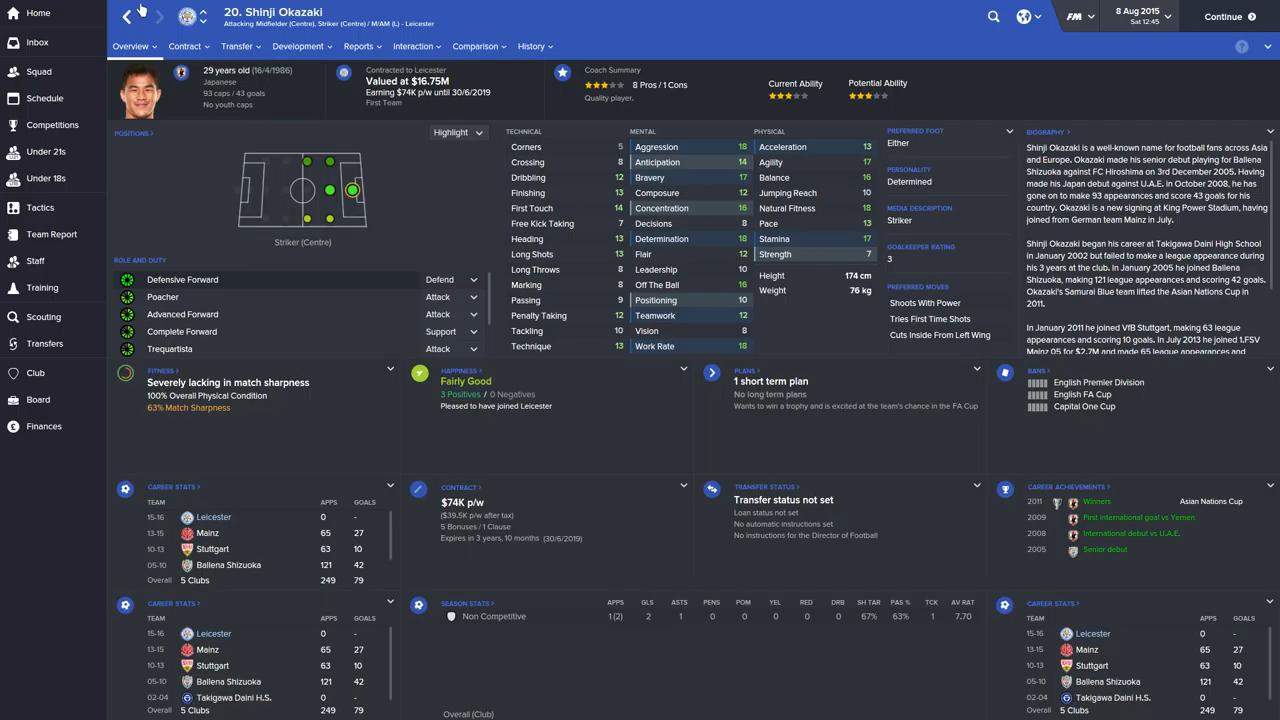 Home
Inbox
Squad
Schedule
Competitions
Under 21s
Under 18s
Tactics
Team Report
Staff
Training
Scouting
Transfers
Club
Board
Finances
20. Shinji Okazaki
Attacking Midfielder (Centre), Striker (Centre) / M/AM (L) - Leicester
FM
8 Aug 2015
Sat 12:45
Continue
Overview Contract Transfer Development Reports Interaction Comparison History
29 years old (16/4/1986)
Japanese
93 caps / 43 goals
No youth caps
Contracted to Leicester
Valued at $16.75M
Earning $74K p/w until 30/6/2019
First Team
Coach Summary
8 Pros / 1 Cons
Quality player.
Current Ability
Potential Ability
POSITIONS
Highlight
Striker (Centre)
ROLE AND DUTY
Defensive Forward Defend
Poacher Attack
Advanced Forward Attack
Complete Forward Support
Trequartista Attack
TECHNICAL
Corners 5
Crossing 8
Dribbling 12
Finishing 13
First Touch 14
Free Kick Taking 7
Heading 13
Long Shots 13
Long Throws 8
Marking 8
Passing 9
Penalty Taking 12
Tackling 10
Technique 13
MENTAL
Aggression 18
Anticipation 14
Bravery 17
Composure 12
Concentration 16
Decisions 8
Determination 18
Flair 12
Leadership 10
Off The Ball 16
Positioning 10
Teamwork 12
Vision 8
Work Rate 18
PHYSICAL
Acceleration 13
Agility 17
Balance 16
Jumping Reach 10
Natural Fitness 18
Pace 13
Stamina 17
Strength 7
Height 174 cm
Weight 76 kg
PREFERRED FOOT
Either
PERSONALITY
Determined
MEDIA DESCRIPTION
Striker
GOALKEEPER RATING
3
PREFERRED MOVES
Shoots With Power
Tries First Time Shots
Cuts Inside From Left Wing
BIOGRAPHY
Shinji Okazaki is a well-known name for football fans across Asia
and Europe. Okazaki made his senior debut playing for Ballena
Shizuoka against FFVSV on 3rd December 2005. Having
made his Japan debut against U.A.E. in October 2008, he has
gone on to make 93 appearances and score 43 goals for his
country. Okazaki is a new signing at King Power Stadium, having
joined from German team Mainz in July.
Shinji Okazaki began his career at Takigawa Daini High School
in January 2002 but failed to make a league appearance during
his 3 years at the club. In January 2005 he joined Ballena
Shizuoka, making 121 league appearances and scoring 42 goals.
Okazaki's Samurai Blue team lifted the Asian Nations Cup in
2011.
In January 2011 he joined VfB Stuttgart, making 63 league
appearances and scoring 10 goals. In July 2013 he joined 1.FSV
Mainz 05 for $2.7M and made 65 league appearances and
FITNESS
Severely lacking in match sharpness
100% Overall Physical Condition
63% Match Sharpness
HAPPINESS
Fairly Good
3 Positives / 0 Negatives
Pleased to have joined Leicester
PLANS
1 short term plan
No long term plans
Wants to win a trophy and is excited at the team's chance in the FA Cup
BANS
English Premier Division
English FA Cup
Capital One Cup
CAREER STATS
TEAM APPS GOALS
15-16 Leicester 0 -
13-15 Mainz 65 27
10-13 Stuttgart 63 10
05-10 Ballena Shizuoka 121 42
Overall 5 Clubs 249 79
CONTRACT
$74K p/w
($39.5K p/w after tax)
5 Bonuses / 1 Clause
Expires in 3 years, 10 months (30/6/2019)
TRANSFER STATUS
Transfer status not set
Loan status not set
No automatic instructions set
No instructions for the Director of Football
CAREER ACHIEVEMENTS
2011 Winners Asian Nations Cup
2009 First international goal vs Yemen
2008 International debut vs U.A.E.
2005 Senior debut
CAREER STATS
TEAM APPS GOALS
15-16 Leicester 0 -
13-15 Mainz 65 27
10-13 Stuttgart 63 10
05-10 Ballena Shizuoka 121 42
02-04 Takigawa Daini H.S. 0 -
Overall 5 Clubs 249 79
SEASON STATS
APPS GLS ASTS PENS POM YEL RED DRB SH TAR PAS % TCK AV RAT
Non Competitive 1 (2) 2 1 0 0 0 0 0 67% 63% 1 7.70
Overall (Club)
CAREER STATS
TEAM APPS GOALS
15-16 Leicester 0 -
13-15 Mainz 65 27
10-13 Stuttgart 63 10
05-10 Ballena Shizuoka 121 42
02-04 Takigawa Daini H.S. 0 -
Overall 5 Clubs 249 79